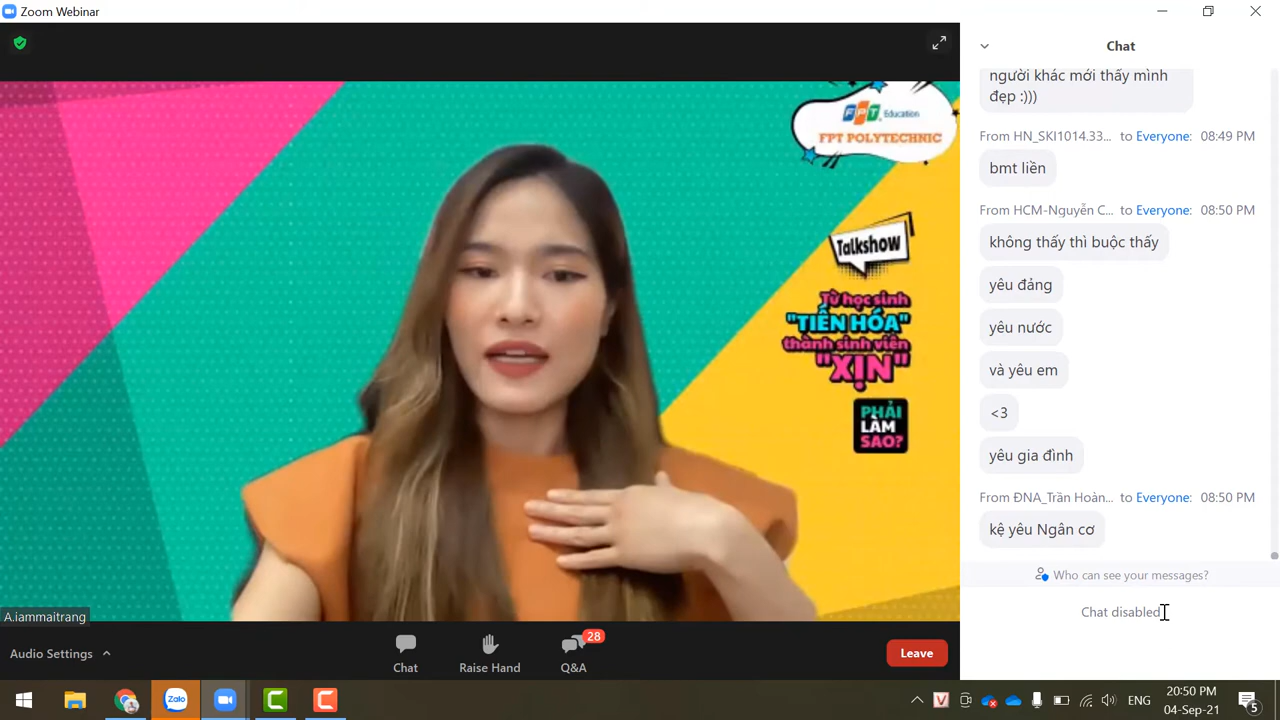 Zoom Webinar
Chat
người khác mới thấy mình
đẹp :)))
From HN_SKI1014.33... to Everyone: 08:49 PM
bmt liền
From HCM-Nguyễn C... to Everyone: 08:50 PM
không thấy thì buộc thấy
yêu đảng
yêu nước
và yêu em
<3
yêu gia đình
From ĐNA_Trần Hoàn... to Everyone: 08:50 PM
kệ yêu Ngân cơ
Who can see your messages?
Chat disabled
FPT Education
FPT POLYTECHNIC
Talkshow
Từ học sinh
"TIẾN HÓA"
thành sinh viên
"XỊN"
PHẢI
LÀM
SAO?
A.iammaitrang
Audio Settings
Chat
Raise Hand
28
Q&A
Leave
Zalo
ENG
20:50 PM
04-Sep-21
5